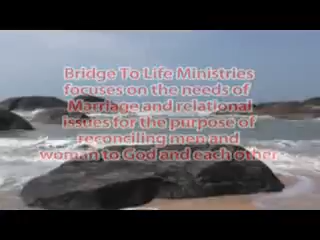 Bridge To Life Ministries
focuses on the needs of
Marriage and relational
issues for the purpose of
reconciling men and
woman to God and each other